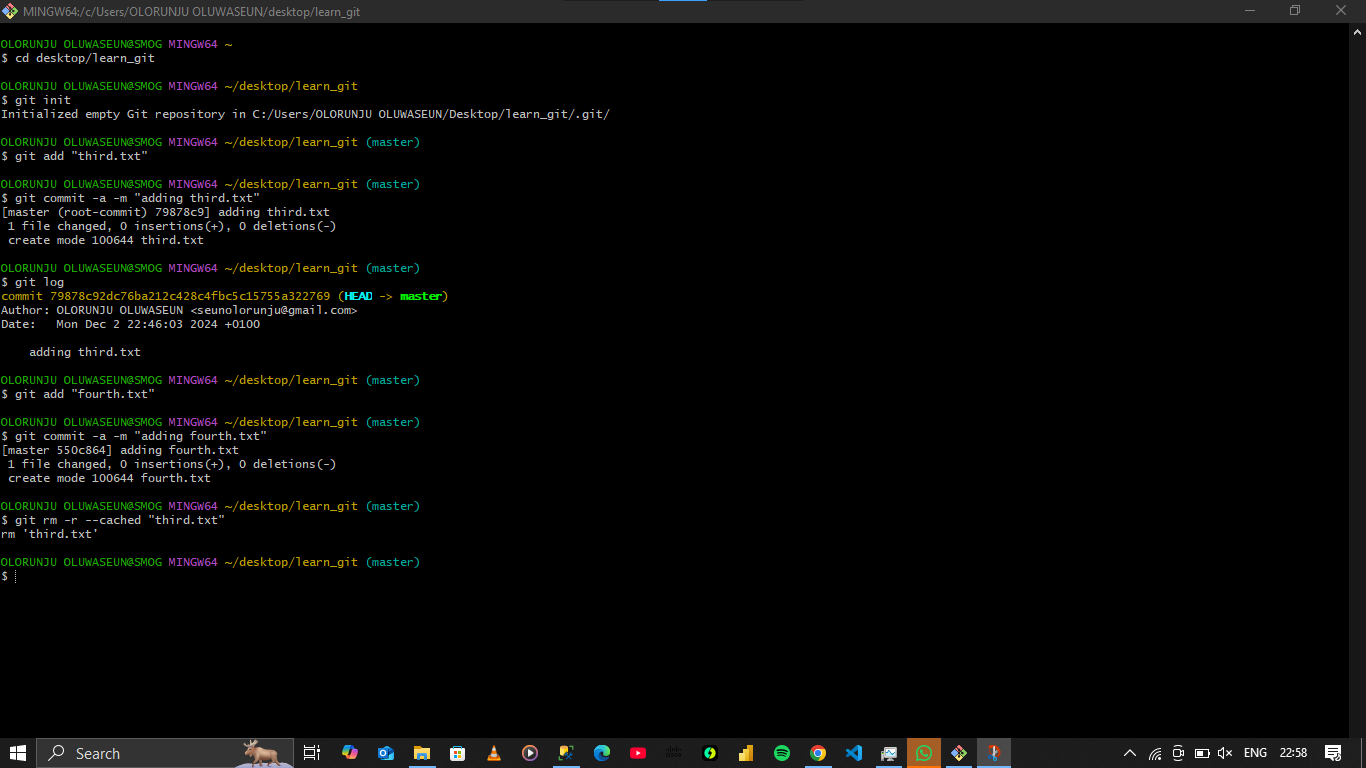 MINGW64:/c/Users/OLORUNJU OLUWASEUN/desktop/learn_git
OLORUNJU OLUWASEUN@SMOG MINGW64 ~
$ cd desktop/learn_git
OLORUNJU OLUWASEUN@SMOG MINGW64 ~/desktop/learn_git
$ git init
Initialized empty Git repository in C:/Users/OLORUNJU OLUWASEUN/Desktop/learn_git/.git/
OLORUNJU OLUWASEUN@SMOG MINGW64 ~/desktop/learn_git (master)
$ git add "third.txt"
OLORUNJU OLUWASEUN@SMOG MINGW64 ~/desktop/learn_git (master)
$ git commit -a -m "adding third.txt"
[master (root-commit) 79878c9] adding third.txt
 1 file changed, 0 insertions(+), 0 deletions(-)
 create mode 100644 third.txt
OLORUNJU OLUWASEUN@SMOG MINGW64 ~/desktop/learn_git (master)
$ git log
commit 79878c92dc76ba212c428c4fbc5c15755a322769 (HEAD -> master)
Author: OLORUNJU OLUWASEUN <seunolorunju@gmail.com>
Date:   Mon Dec 2 22:46:03 2024 +0100
    adding third.txt
OLORUNJU OLUWASEUN@SMOG MINGW64 ~/desktop/learn_git (master)
$ git add "fourth.txt"
OLORUNJU OLUWASEUN@SMOG MINGW64 ~/desktop/learn_git (master)
$ git commit -a -m "adding fourth.txt"
[master 550c864] adding fourth.txt
 1 file changed, 0 insertions(+), 0 deletions(-)
 create mode 100644 fourth.txt
OLORUNJU OLUWASEUN@SMOG MINGW64 ~/desktop/learn_git (master)
$ git rm -r --cached "third.txt"
rm 'third.txt'
OLORUNJU OLUWASEUN@SMOG MINGW64 ~/desktop/learn_git (master)
$
Search
ENG
22:58